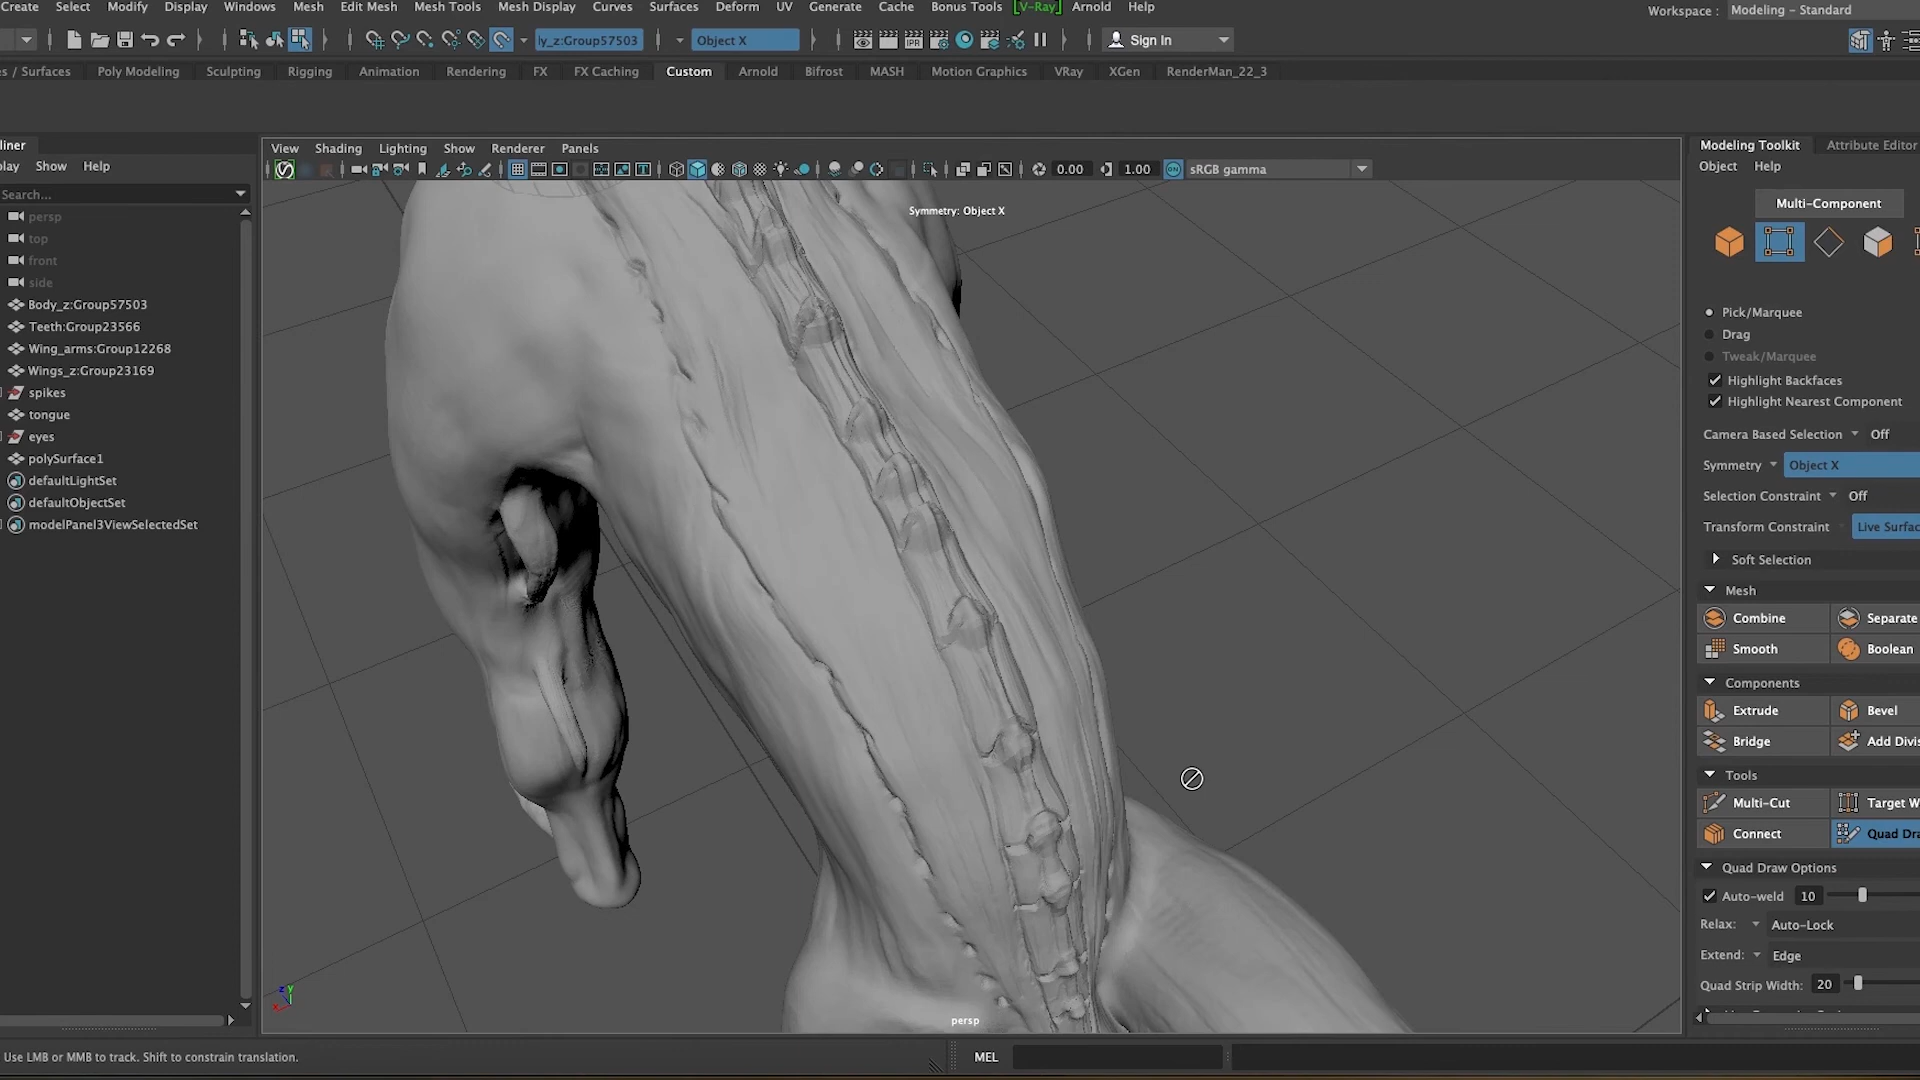 Create Select Modify Display Windows Mesh Edit Mesh Mesh Tools Mesh Display Curves Surfaces Deform UV Generate Cache Bonus Tools [V-Ray] Arnold Help
Workspace : Modeling - Standard
ly_z:Group57503 Object X IPR Sign In
s / Surfaces Poly Modeling Sculpting Rigging Animation Rendering FX FX Caching Custom Arnold Bifrost MASH Motion Graphics VRay XGen RenderMan_22_3
liner
play Show Help
Search...
persp
top
front
side
Body_z:Group57503
Teeth:Group23566
Wing_arms:Group12268
Wings_z:Group23169
spikes
tongue
eyes
polySurface1
defaultLightSet
defaultObjectSet
modelPanel3ViewSelectedSet
View Shading Lighting Show Renderer Panels
0.00 1.00 ON sRGB gamma
Symmetry: Object X
persp
Modeling Toolkit Attribute Editor
Object Help
Multi-Component
Pick/Marquee
Drag
Tweak/Marquee
Highlight Backfaces
Highlight Nearest Component
Camera Based Selection Off
Symmetry Object X
Selection Constraint Off
Transform Constraint Live Surfac
Soft Selection
Mesh
Combine Separate
Smooth Boolean
Components
Extrude Bevel
Bridge Add Divis
Tools
Multi-Cut Target W
Connect Quad Dra
Quad Draw Options
Auto-weld 10
Relax: Auto-Lock
Extend: Edge
Quad Strip Width: 20
Use LMB or MMB to track. Shift to constrain translation.
MEL